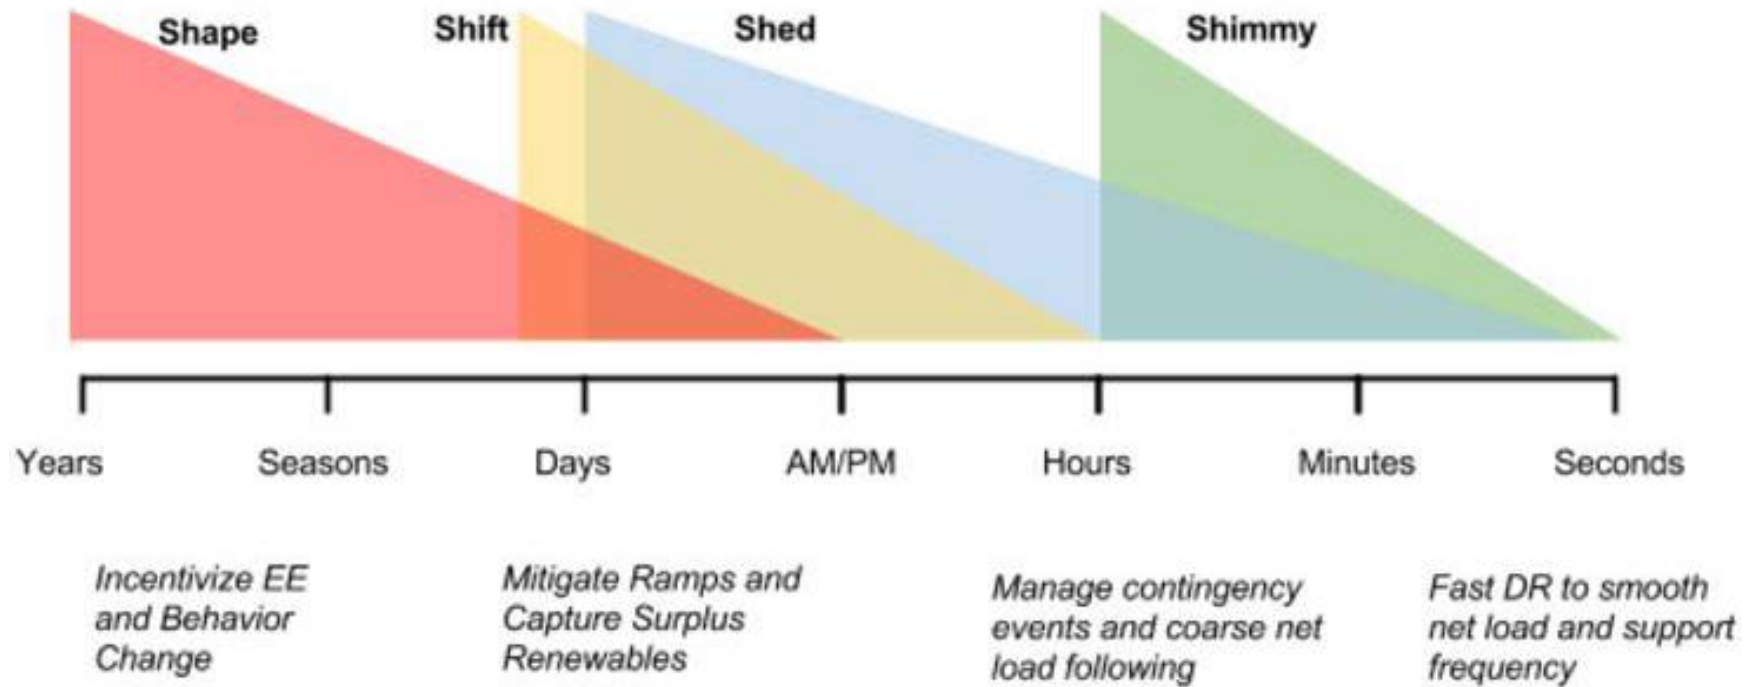 Shape Shift Shed Shimmy
Years Seasons Days AM/PM Hours Minutes Seconds
Incentivize EE
and Behavior
Change
Mitigate Ramps and
Capture Surplus
Renewables
Manage contingency
events and coarse net
load following
Fast DR to smooth
net load and support
frequency